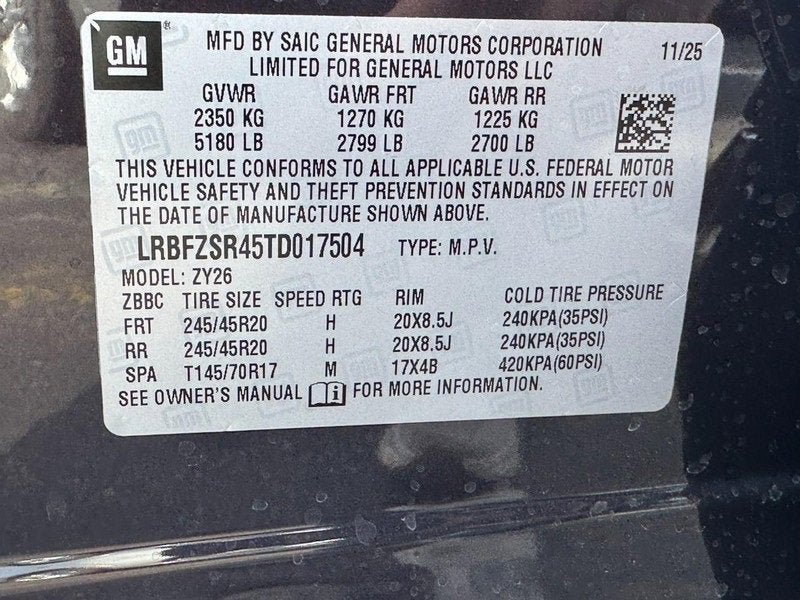 GM ® MFD BY SAIC GENERAL MOTORS CORPORATION 11/25
LIMITED FOR GENERAL MOTORS LLC
GVWR GAWR FRT GAWR RR
2350 KG 1270 KG 1225 KG
5180 LB 2799 LB 2700 LB
THIS VEHICLE CONFORMS TO ALL APPLICABLE U.S. FEDERAL MOTOR
VEHICLE SAFETY AND THEFT PREVENTION STANDARDS IN EFFECT ON
THE DATE OF MANUFACTURE SHOWN ABOVE.
LRBFZSR45TD017504 TYPE: M.P.V.
MODEL: ZY26
ZBBC TIRE SIZE SPEED RTG RIM COLD TIRE PRESSURE
FRT 245/45R20 H 20X8.5J 240KPA(35PSI)
RR 245/45R20 H 20X8.5J 240KPA(35PSI)
SPA T145/70R17 M 17X4B 420KPA(60PSI)
SEE OWNER'S MANUAL i FOR MORE INFORMATION.